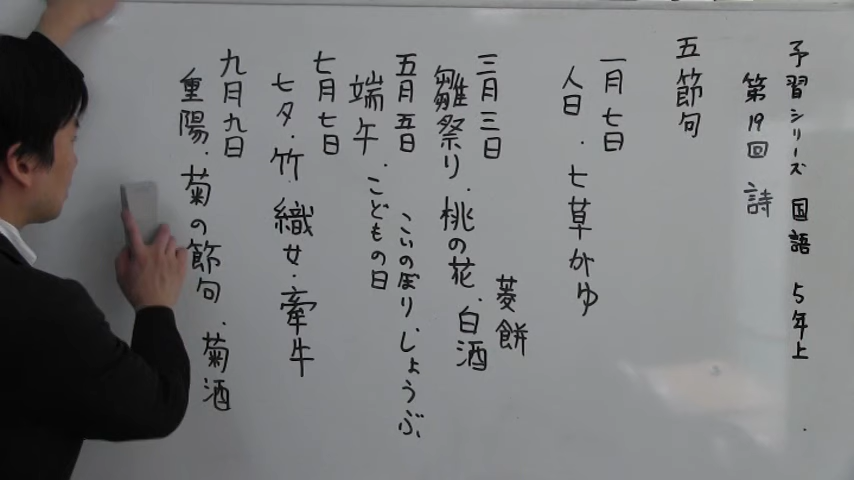 予習シリーズ 国語 5年上
第19回 詩
五節句
一月七日
人日・七草がゆ
三月三日
菱餅
雛祭り・桃の花・白酒
五月五日
こいのぼり・しょうぶ
端午・こどもの日
七月七日
七夕・竹・織女・牽牛
九月九日
重陽・菊の節句・菊酒